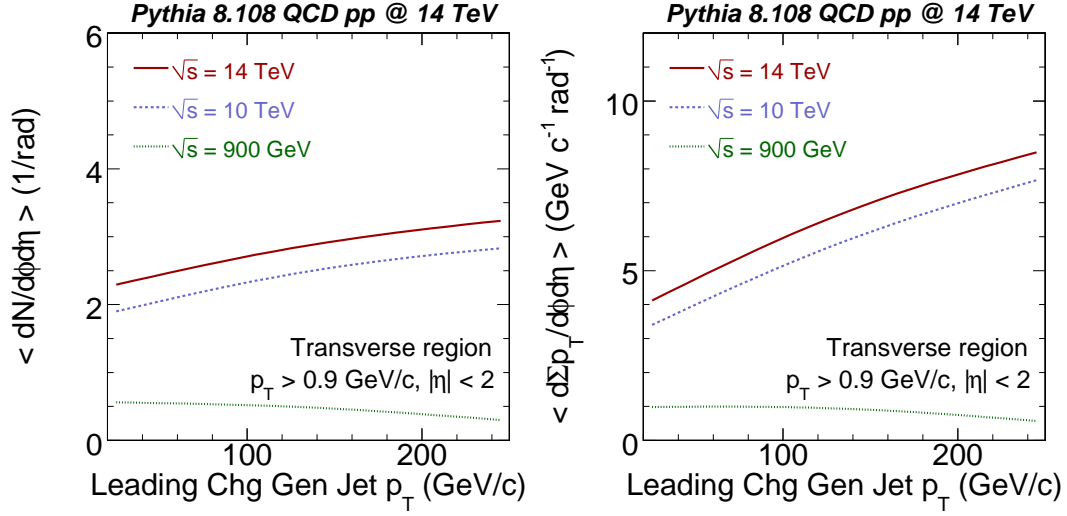 Pythia 8.108 QCD pp @ 14 TeV
< dN/dϕdη > (1/rad)
6
4
2
0
√s = 14 TeV
√s = 10 TeV
√s = 900 GeV
Transverse region
p_T > 0.9 GeV/c, |η| < 2
100 200
Leading Chg Gen Jet p_T (GeV/c)
Pythia 8.108 QCD pp @ 14 TeV
< dΣp_T/dϕdη > (GeV c⁻¹ rad⁻¹)
10
5
0
√s = 14 TeV
√s = 10 TeV
√s = 900 GeV
Transverse region
p_T > 0.9 GeV/c, |η| < 2
100 200
Leading Chg Gen Jet p_T (GeV/c)